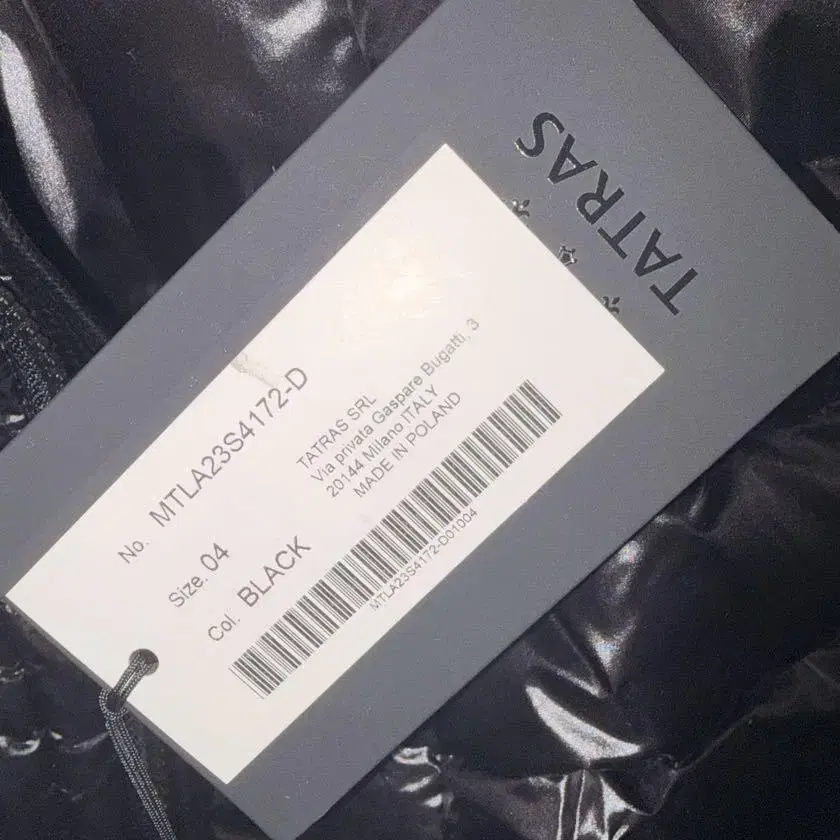 TATRAS
No. MTLA23S4172-D
Size. 04
Col. BLACK
TATRAS SRL
Via privata Gaspare Bugatti, 3
20144 Milano ITALY
MADE IN POLAND
MTLA23S4172-D01004